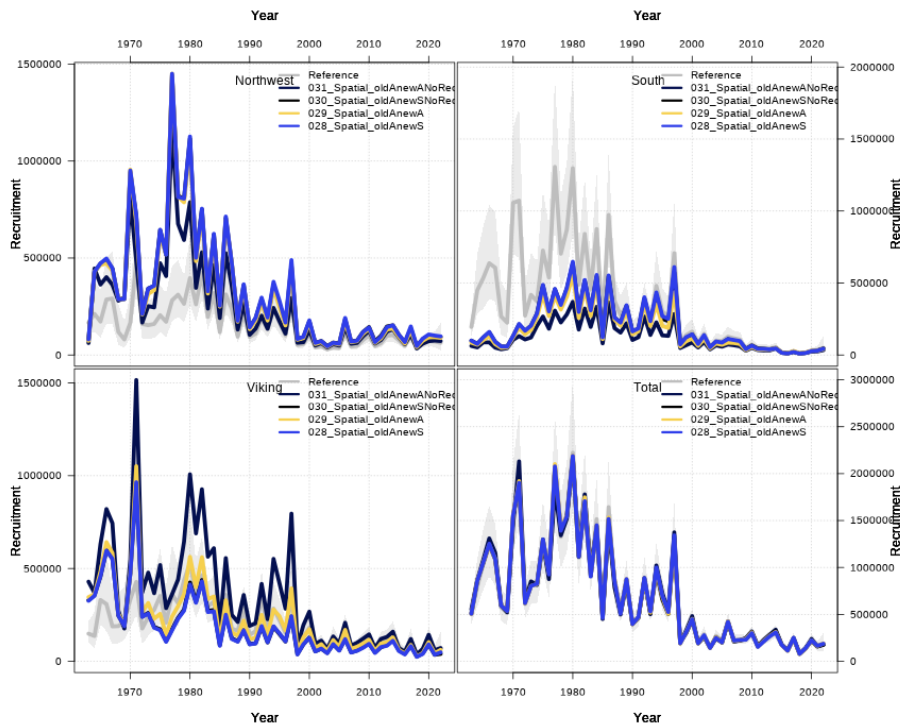 Year Year
1970 1980 1990 2000 2010 2020 1970 1980 1990 2000 2010 2020
Northwest
Reference
031_Spatial_oldAnewANoRec
030_Spatial_oldAnewSNoRec
029_Spatial_oldAnewA
028_Spatial_oldAnewS
1500000
1000000
500000
0
Recruitment
South
Reference
031_Spatial_oldAnewANoRec
030_Spatial_oldAnewSNoRec
029_Spatial_oldAnewA
028_Spatial_oldAnewS
2000000
1500000
1000000
500000
0
Recruitment
Viking
Reference
031_Spatial_oldAnewANoRec
030_Spatial_oldAnewSNoRec
029_Spatial_oldAnewA
028_Spatial_oldAnewS
1500000
1000000
500000
0
Recruitment
Total
Reference
031_Spatial_oldAnewANoRec
030_Spatial_oldAnewSNoRec
029_Spatial_oldAnewA
028_Spatial_oldAnewS
3000000
2500000
2000000
1500000
1000000
500000
0
Recruitment
1970 1980 1990 2000 2010 2020 1970 1980 1990 2000 2010 2020
Year Year